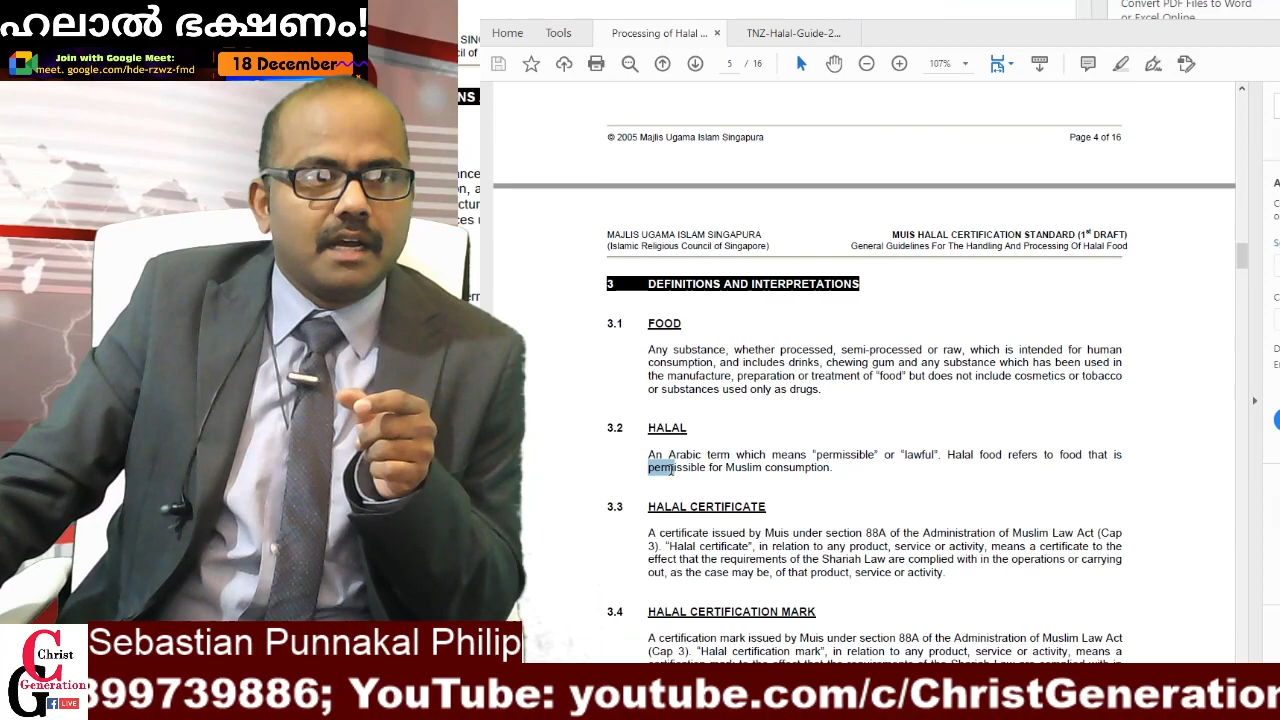 ഹലാൽ ഭക്ഷണം!
Join with Google Meet:
meet. google.com/hde-rzwz-fmd
18 December
Convert PDF Files to Word
or Excel Online
Home
Tools
Processing of Halal ...
×
TNZ-Halal-Guide-2...
5 / 16
107%
© 2005 Majlis Ugama Islam Singapura
Page 4 of 16
MAJLIS UGAMA ISLAM SINGAPURA
(Islamic Religious Council of Singapore)
MUIS HALAL CERTIFICATION STANDARD (1st DRAFT)
General Guidelines For The Handling And Processing Of Halal Food
3 DEFINITIONS AND INTERPRETATIONS
3.1 FOOD
Any substance, whether processed, semi-processed or raw, which is intended for human
consumption, and includes drinks, chewing gum and any substance which has been used in
the manufacture, preparation or treatment of “food” but does not include cosmetics or tobacco
or substances used only as drugs.
3.2 HALAL
An Arabic term which means “permissible” or “lawful”. Halal food refers to food that is
permissible for Muslim consumption.
3.3 HALAL CERTIFICATE
A certificate issued by Muis under section 88A of the Administration of Muslim Law Act (Cap
3). “Halal certificate”, in relation to any product, service or activity, means a certificate to the
effect that the requirements of the Shariah Law are complied with in the operations or carrying
out, as the case may be, of that product, service or activity.
3.4 HALAL CERTIFICATION MARK
A certification mark issued by Muis under section 88A of the Administration of Muslim Law Act
(Cap 3). “Halal certification mark”, in relation to any product, service or activity, means a
Sebastian Punnakal Philip
Christ
Generation
LIVE
399739886; YouTube: youtube.com/c/ChristGeneration